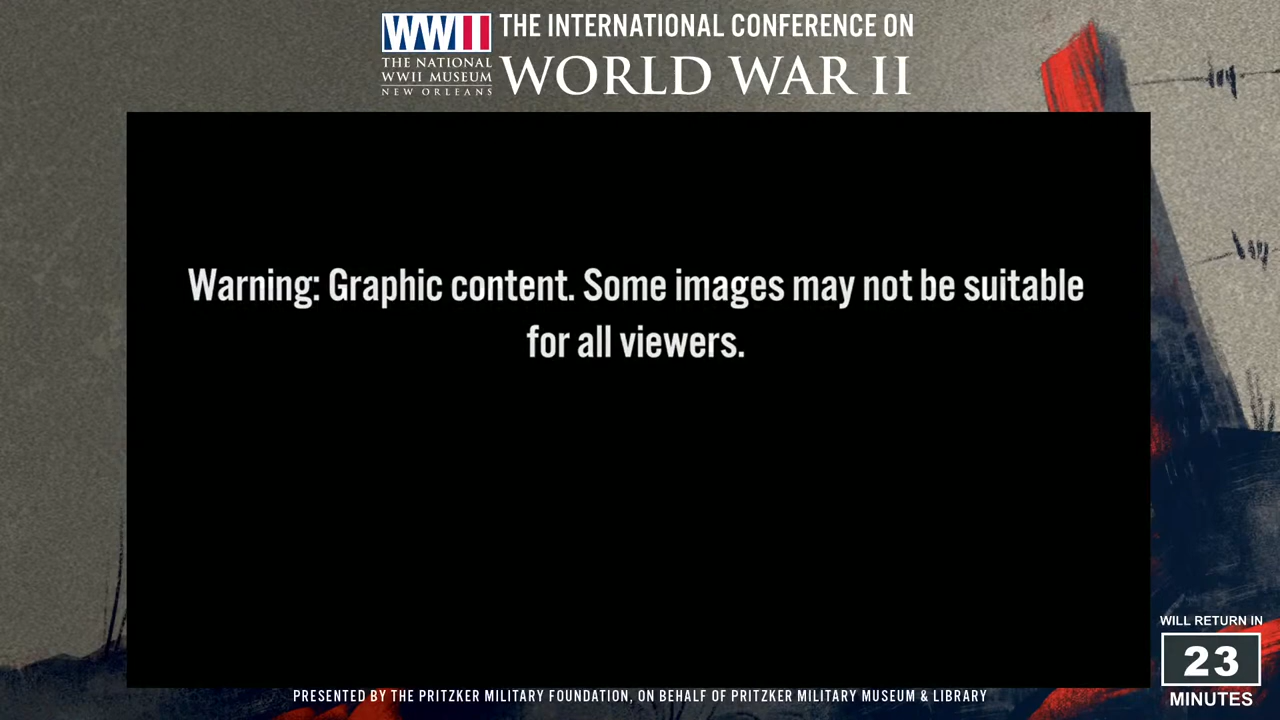 WWII
THE NATIONAL
WWII MUSEUM
NEW ORLEANS
THE INTERNATIONAL CONFERENCE ON
WORLD WAR II
Warning: Graphic content. Some images may not be suitable
for all viewers.
WILL RETURN IN
23
MINUTES
PRESENTED BY THE PRITZKER MILITARY FOUNDATION, ON BEHALF OF PRITZKER MILITARY MUSEUM & LIBRARY